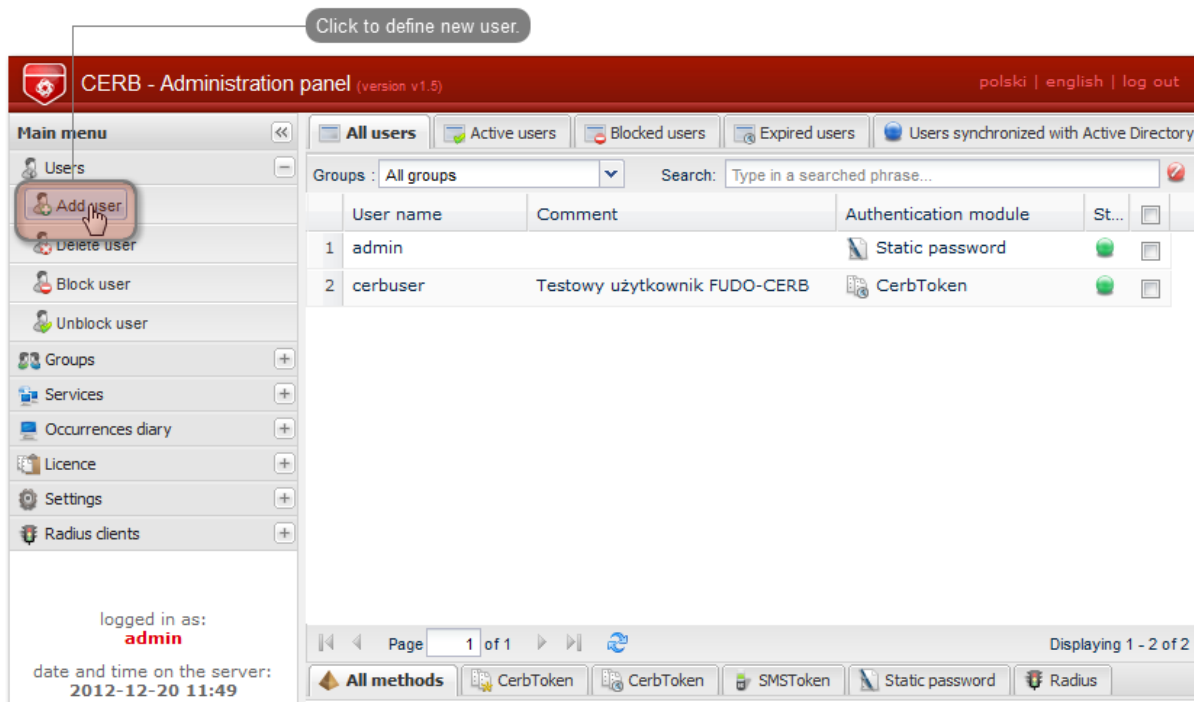 Click to define new user.
CERB - Administration panel (version v1.5)
polski | english | log out
Main menu
All users
Active users
Blocked users
Expired users
Users synchronized with Active Directory
Users
Groups :
All groups
Search:
Type in a searched phrase...
Add user
Delete user
Block user
Unblock user
Groups
Services
Occurrences diary
Licence
Settings
Radius clients
User name
Comment
Authentication module
St...
1 admin
Static password
2 cerbuser
Testowy użytkownik FUDO-CERB
CerbToken
logged in as:
admin
date and time on the server:
2012-12-20 11:49
Page 1 of 1
Displaying 1 - 2 of 2
All methods
CerbToken
CerbToken
SMSToken
Static password
Radius